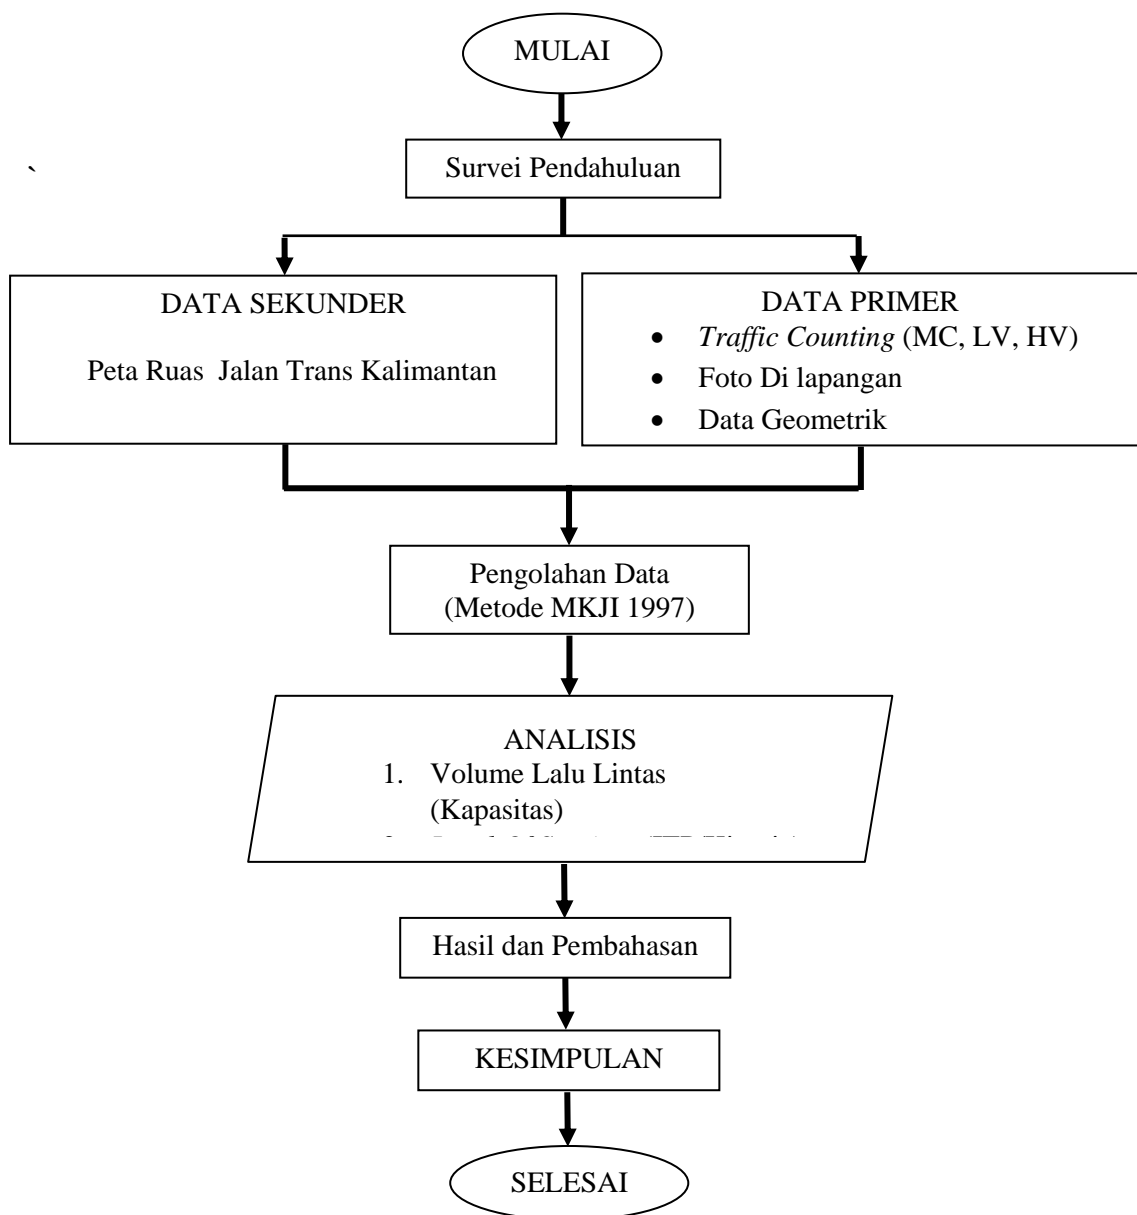 MULAI
`
Survei Pendahuluan
DATA SEKUNDER
Peta Ruas Jalan Trans Kalimantan
DATA PRIMER
• Traffic Counting (MC, LV, HV)
• Foto Di lapangan
• Data Geometrik
Pengolahan Data
(Metode MKJI 1997)
ANALISIS
1. Volume Lalu Lintas
(Kapasitas)
Hasil dan Pembahasan
KESIMPULAN
SELESAI